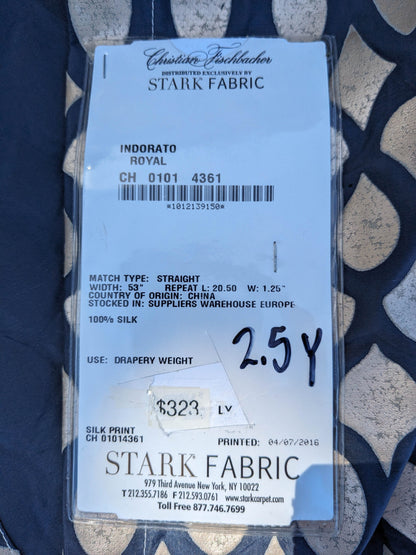 Christian Fischbacher
DISTRIBUTED EXCLUSIVELY BY
STARK FABRIC
INDORATO
ROYAL
CH 0101 4361
*1012139150*
MATCH TYPE: STRAIGHT
WIDTH: 53" REPEAT L: 20.50 W: 1.25"
COUNTRY OF ORIGIN: CHINA
STOCKED IN: SUPPLIERS WAREHOUSE EUROPE
100% SILK
2.5Y
USE: DRAPERY WEIGHT
$323 LV
SILK PRINT
CH 01014361
PRINTED: 04/07/2016
STARK FABRIC
979 Third Avenue New York, NY 10022
T 212.355.7186 F 212.593.0761 www.starkcarpet.com
Toll Free 877.746.7699